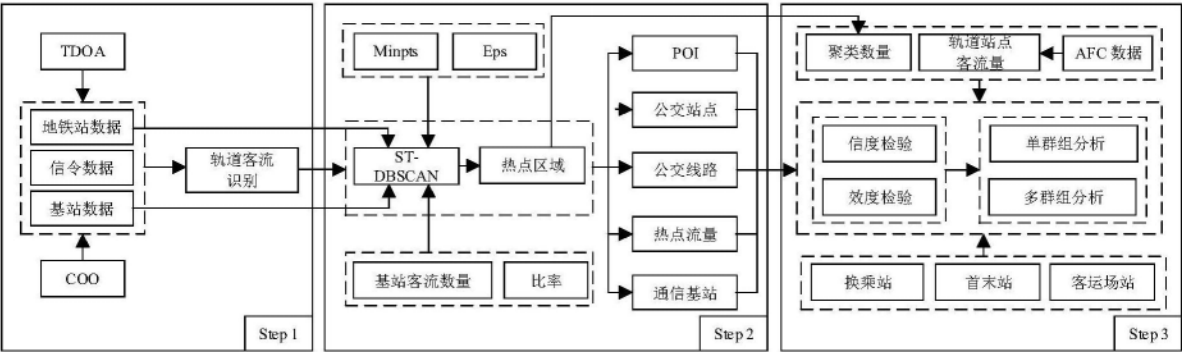 TDOA
地铁站数据
信令数据
基站数据
COO
轨道客流
识别
Step 1
Minpts
Eps
ST-
DBSCAN
热点区域
基站客流数量
比率
POI
公交站点
公交线路
热点流量
通信基站
Step 2
聚类数量
轨道站点
客流量
AFC 数据
信度检验
效度检验
单群组分析
多群组分析
换乘站
首末站
客运场站
Step 3